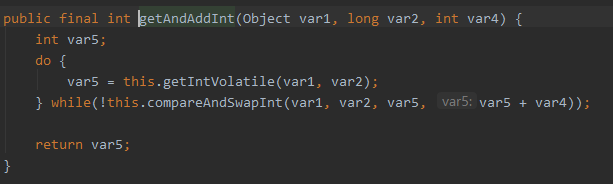 public final int getAndAddInt(Object var1, long var2, int var4) {
    int var5;
    do {
        var5 = this.getIntVolatile(var1, var2);
    } while(!this.compareAndSwapInt(var1, var2, var5, var5: var5 + var4));

    return var5;
}